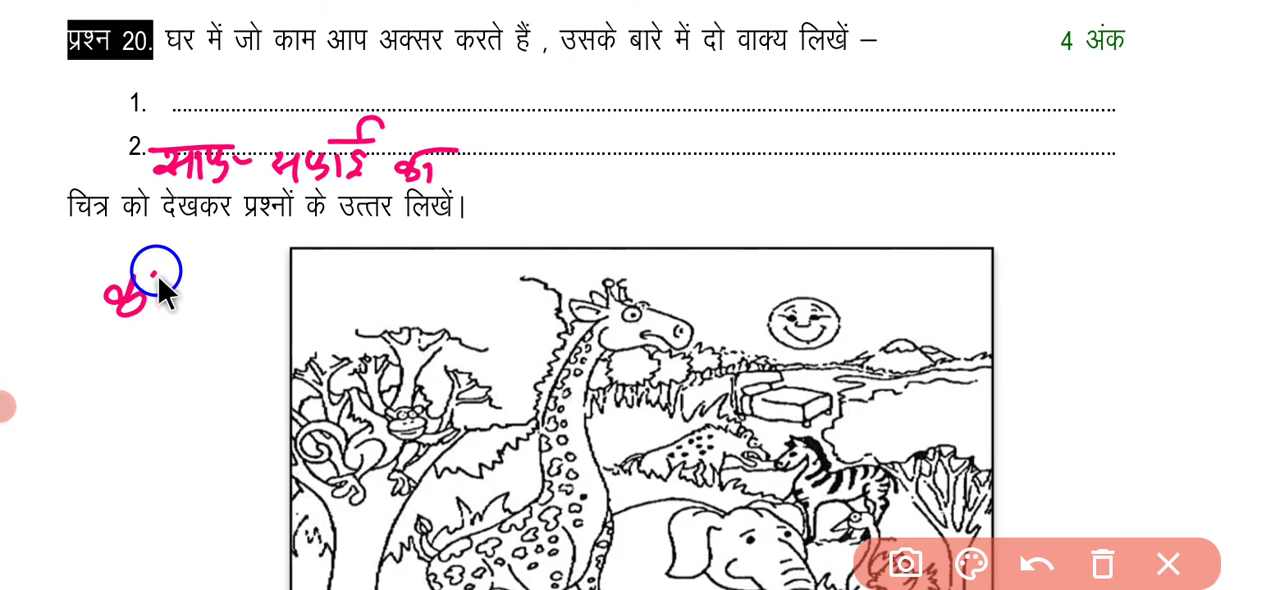 प्रश्न 20. घर में जो काम आप अक्सर करते हैं , उसके बारे में दो वाक्य लिखें – 4 अंक
1. ................................................................
2. ................................................................
साफ- सफाई का
चित्र को देखकर प्रश्नों के उत्तर लिखें।